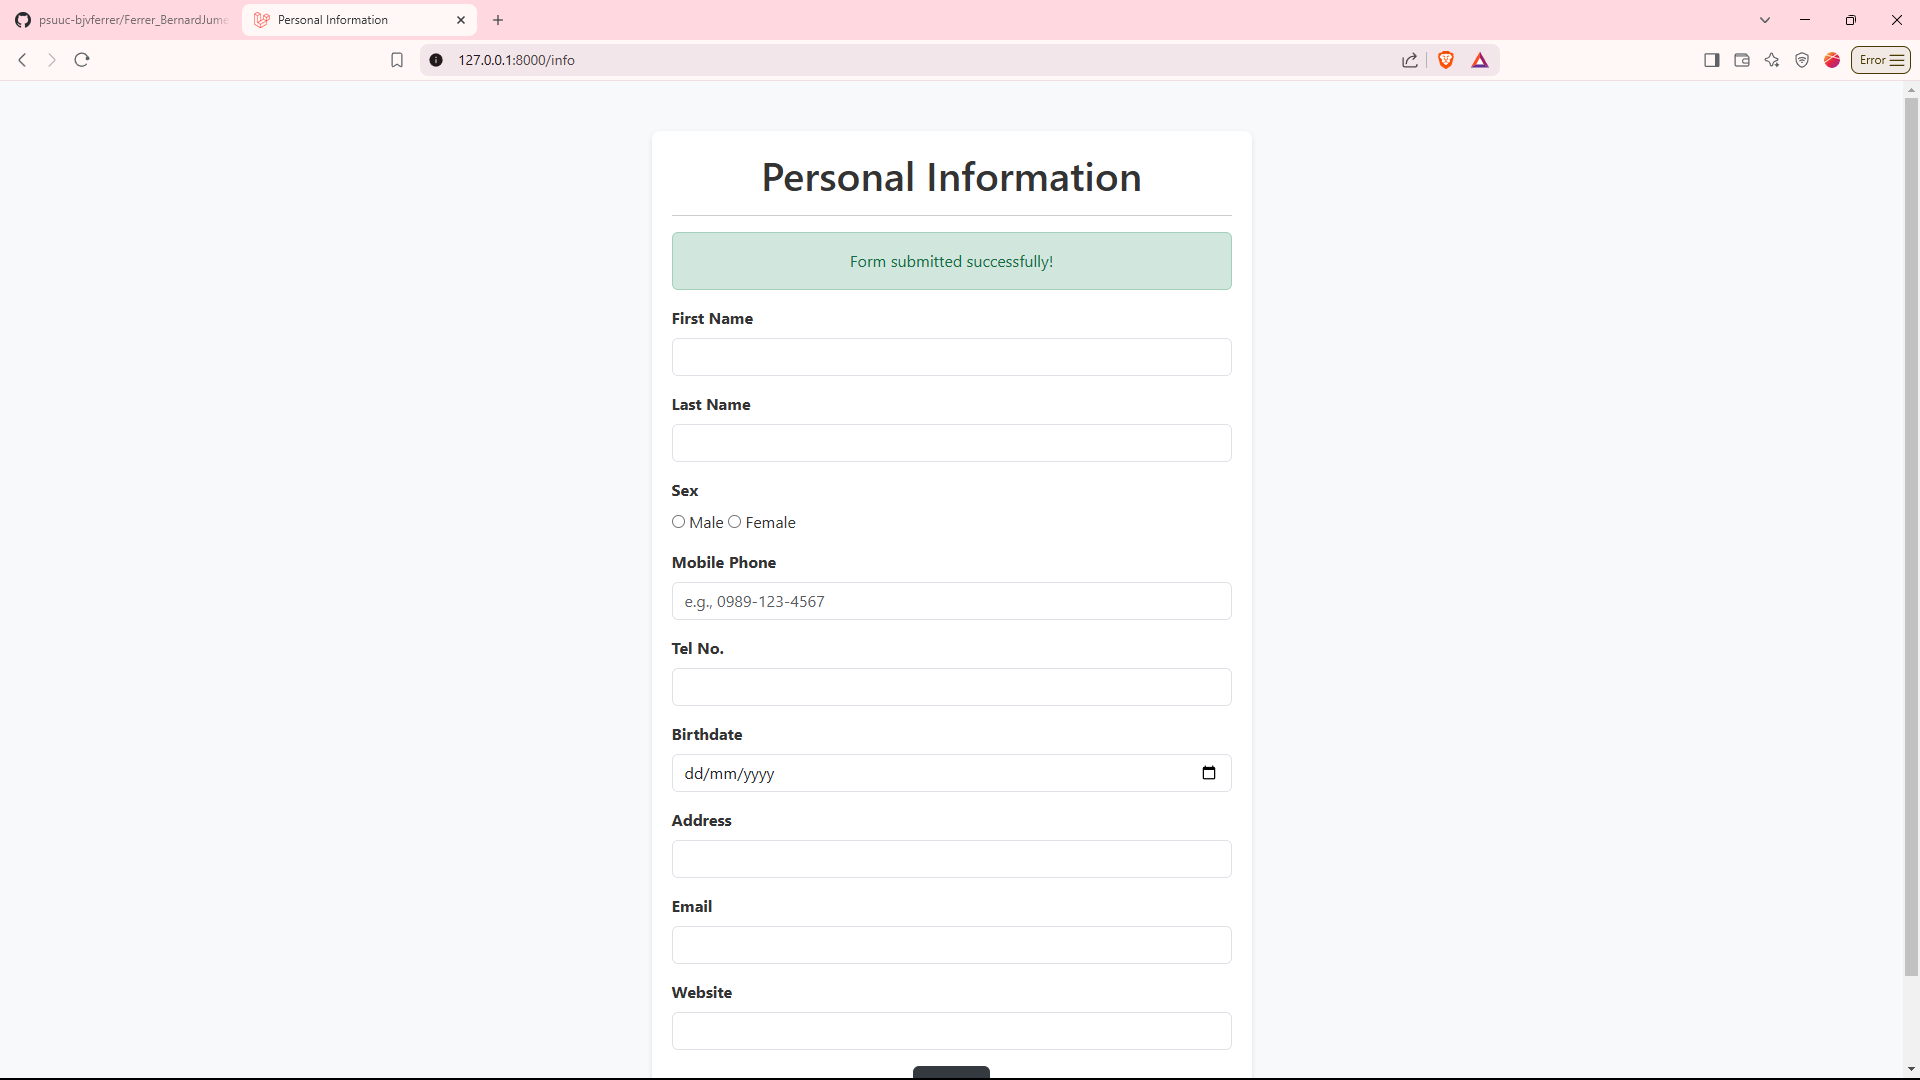 psuuc-bjvferrer/Ferrer_BernardJume
Personal Information
127.0.0.1:8000/info
Error
Personal Information
Form submitted successfully!
First Name
Last Name
Sex
Male Female
Mobile Phone
e.g., 0989-123-4567
Tel No.
Birthdate
dd/mm/yyyy
Address
Email
Website